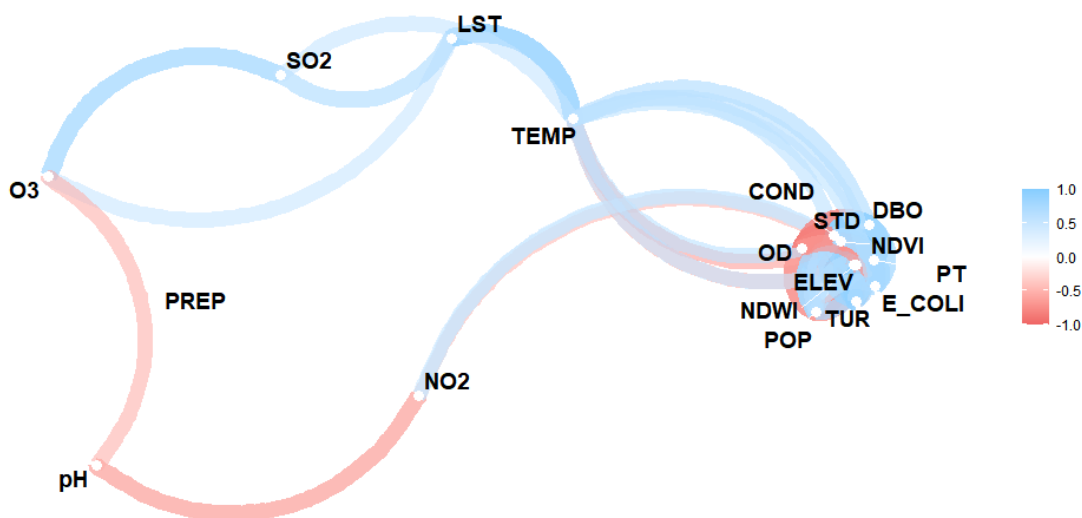 LST
SO2
TEMP
O3
COND
STD
DBO
OD
NDVI
PT
ELEV
E_COLI
NDWI
TUR
POP
PREP
NO2
pH
1.0
0.5
0.0
-0.5
-1.0